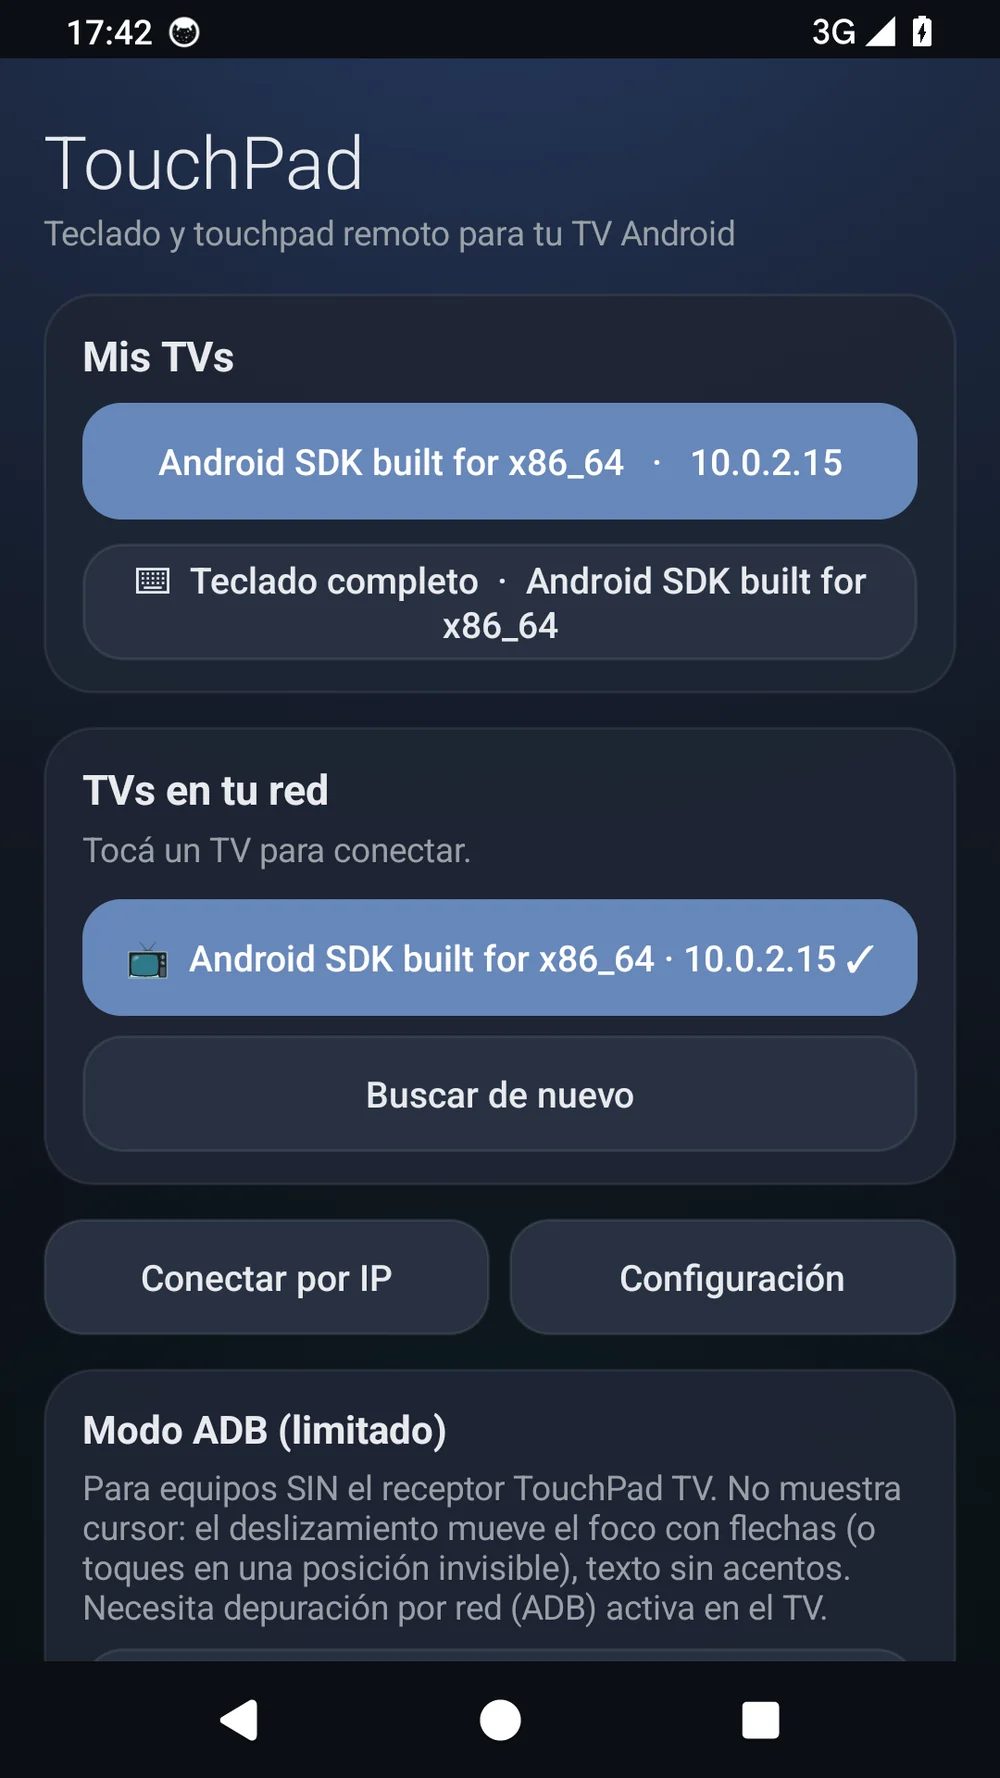 17:42
3G
TouchPad
Teclado y touchpad remoto para tu TV Android
Mis TVs
Android SDK built for x86_64 · 10.0.2.15
Teclado completo · Android SDK built for
x86_64
TVs en tu red
Tocá un TV para conectar.
Android SDK built for x86_64 · 10.0.2.15 ✓
Buscar de nuevo
Conectar por IP
Configuración
Modo ADB (limitado)
Para equipos SIN el receptor TouchPad TV. No muestra
cursor: el deslizamiento mueve el foco con flechas (o
toques en una posición invisible), texto sin acentos.
Necesita depuración por red (ADB) activa en el TV.